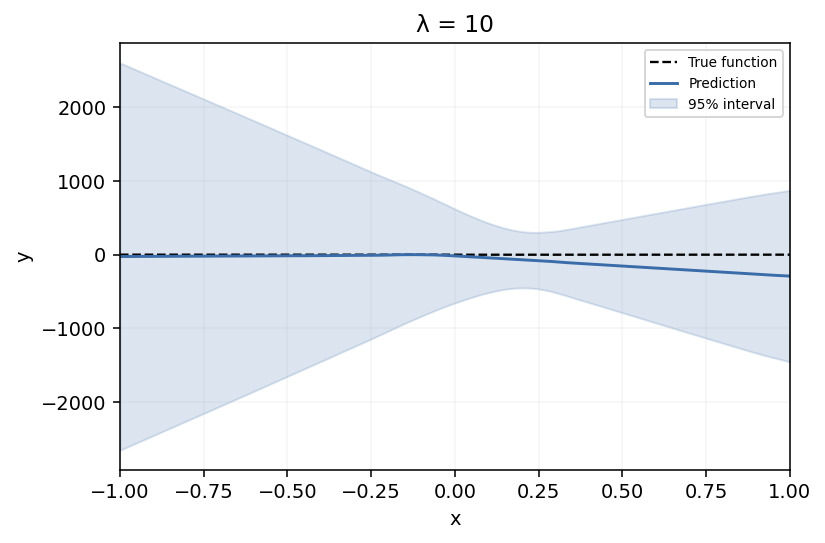 λ = 10
True function
Prediction
95% interval
2000
1000
0
−1000
−2000
y
−1.00 −0.75 −0.50 −0.25 0.00 0.25 0.50 0.75 1.00
x